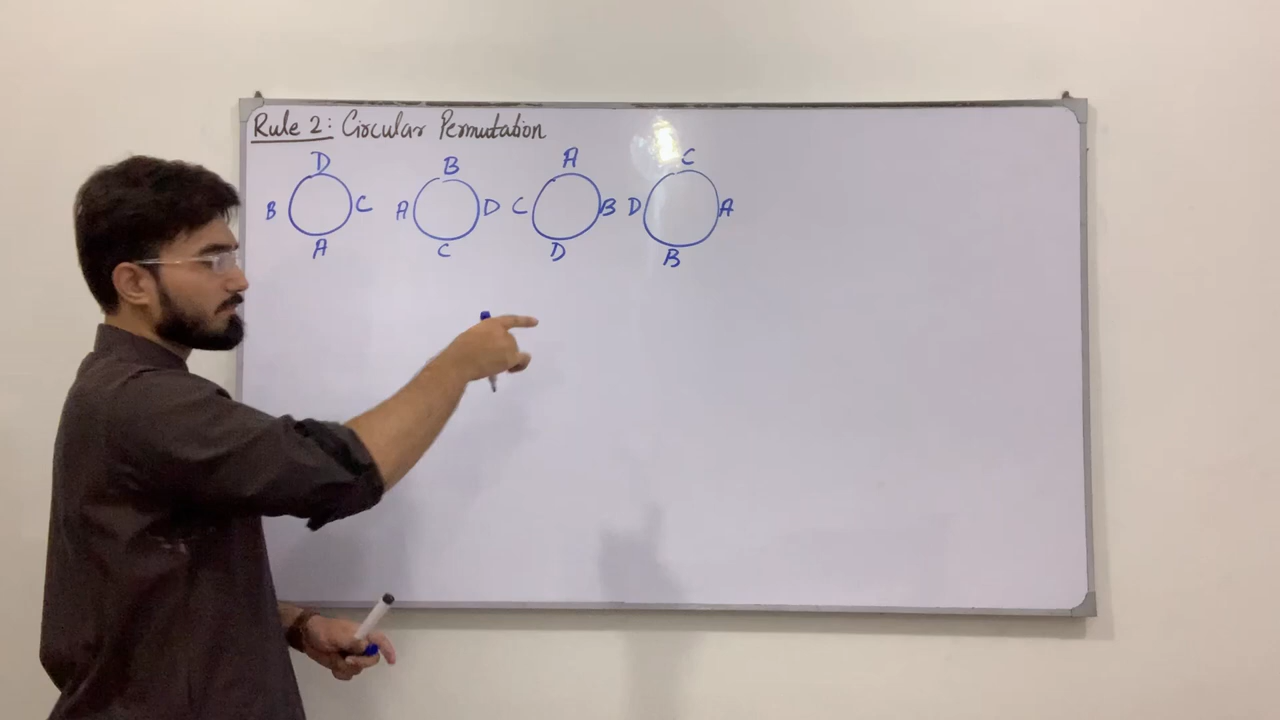 Rule 2: Circular Permutation
D B A C
B C A D C B D A
A C D B